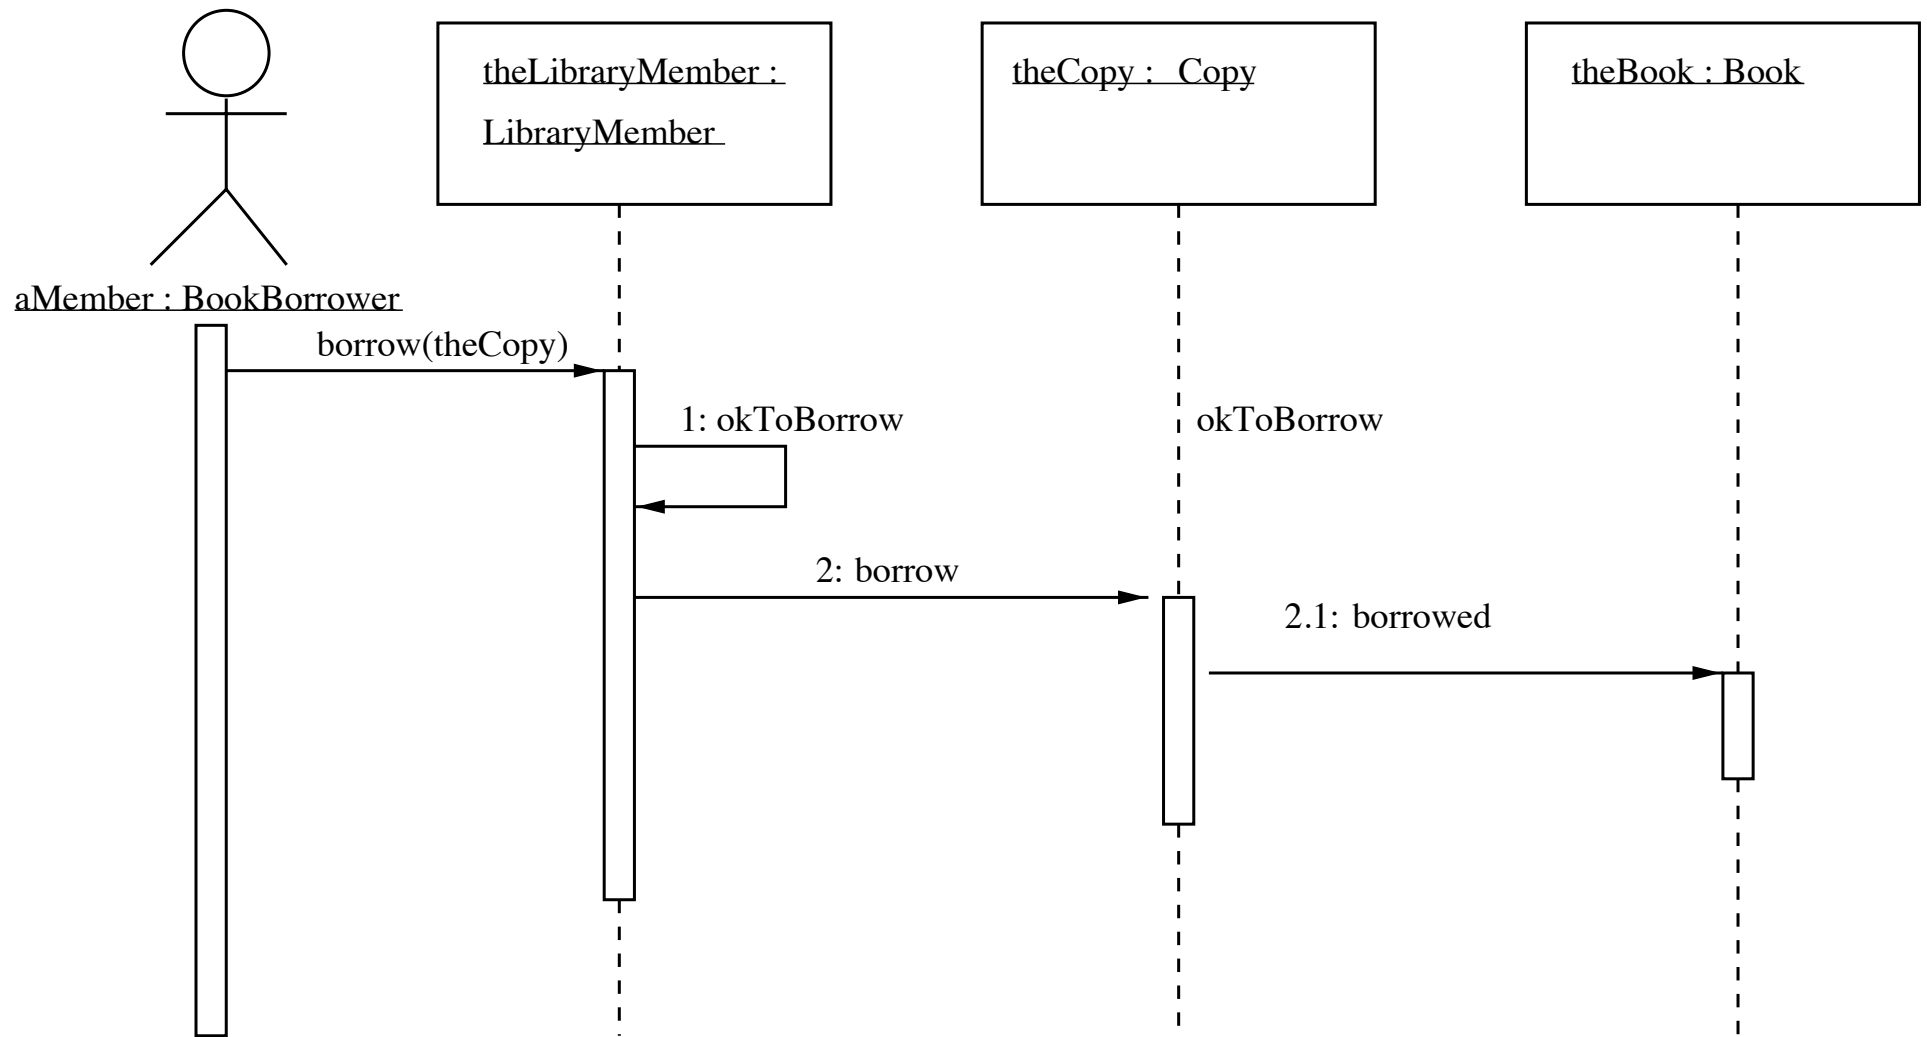 theLibraryMember :
LibraryMember
theCopy : Copy
theBook : Book
aMember : BookBorrower
borrow(theCopy)
1: okToBorrow
okToBorrow
2: borrow
2.1: borrowed